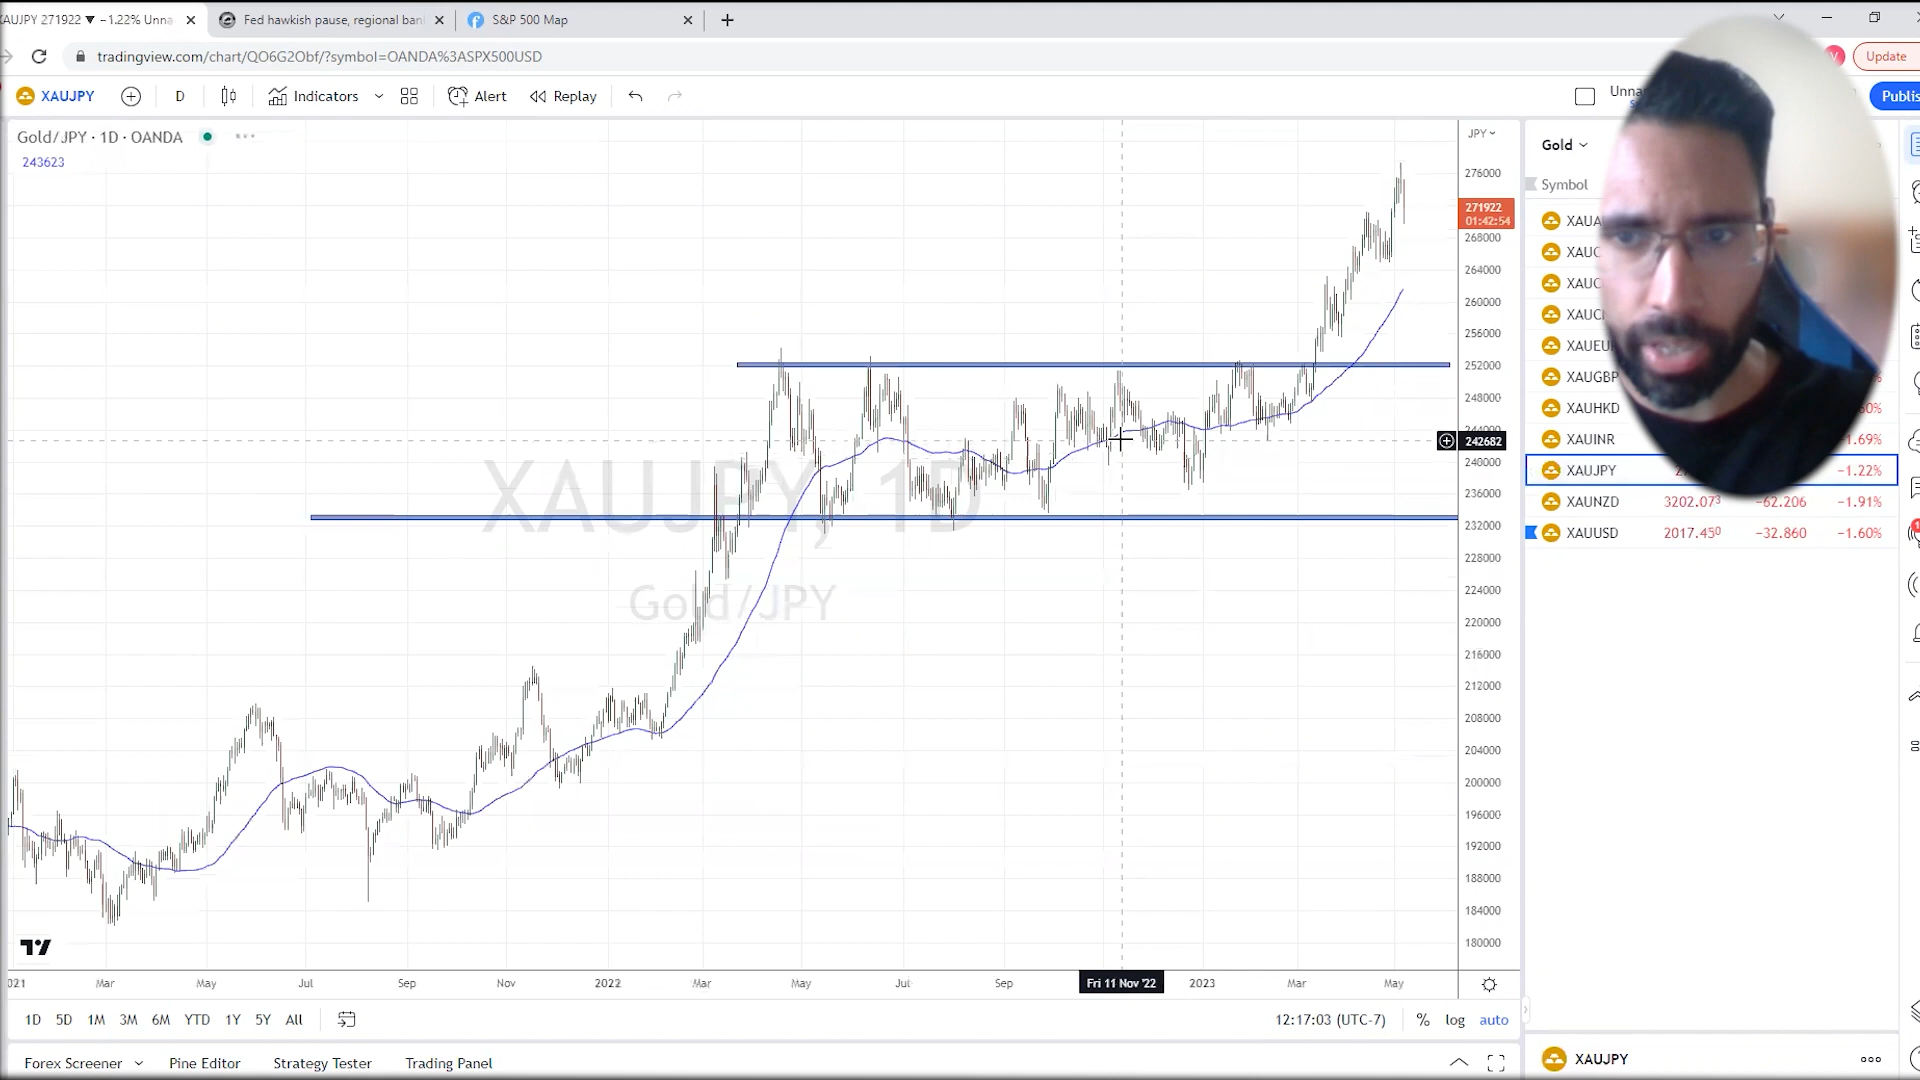 XAUJPY 271922 ▼ −1.22% Unna
Fed hawkish pause, regional ban
S&P 500 Map
tradingview.com/chart/QO6G2Obf/?symbol=OANDA%3ASPX500USD
Update
XAUJPY
D
Indicators
Alert
Replay
Unna
Publis
Gold/JPY · 1D · OANDA
243623
JPY
Gold
Symbol
276000
271922
01:42:54
268000
264000
260000
256000
252000
248000
244000
242682
240000
236000
232000
228000
224000
220000
216000
212000
208000
204000
200000
196000
192000
188000
184000
180000
XAUJPY, 1D
Gold/JPY
XAUA
XAUC
XAUC
XAUC
XAUEUR
XAUGBP
XAUHKD
XAUINR −1.69%
XAUJPY −1.22%
XAUNZD 3202.073 −62.206 −1.91%
XAUUSD 2017.450 −32.860 −1.60%
2021 Mar May Jul Sep Nov 2022 Mar May Jul Sep Fri 11 Nov '22 2023 Mar May
1D 5D 1M 3M 6M YTD 1Y 5Y All
12:17:03 (UTC-7) % log auto
Forex Screener Pine Editor Strategy Tester Trading Panel
XAUJPY